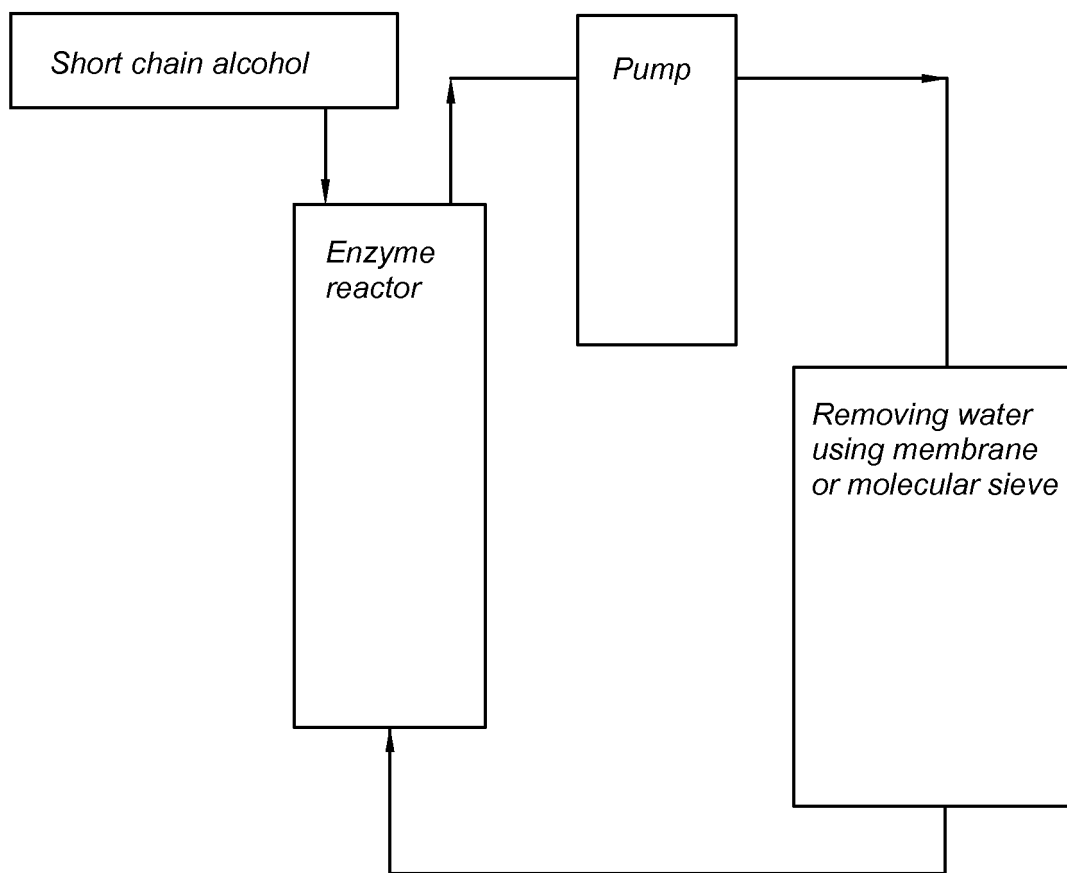 Short chain alcohol
Pump
Enzyme
reactor
Removing water
using membrane
or molecular sieve